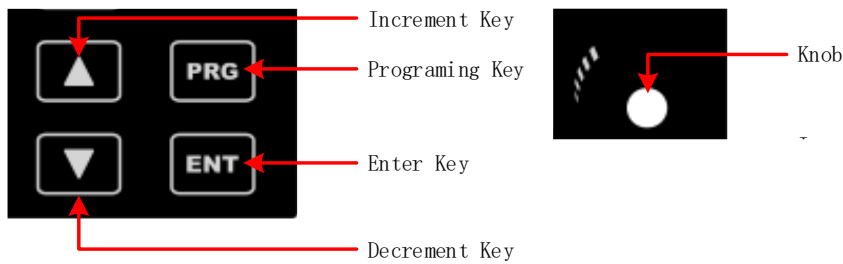 Increment Key
PRG
Programing Key
Knob
ENT
Enter Key
Decrement Key